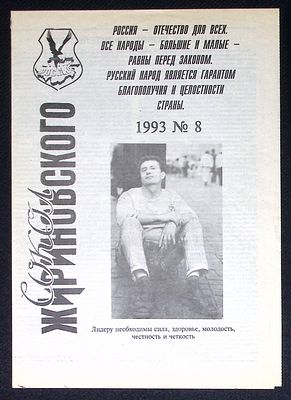 РОССИЯ – ОТЕЧЕСТВО ДЛЯ ВСЕХ.
ВСЕ НАРОДЫ – БОЛЬШИЕ И МАЛЫЕ –
РАВНЫ ПЕРЕД ЗАКОНОМ.
РУССКИЙ НАРОД ЯВЛЯЕТСЯ ГАРАНТОМ
БЛАГОПОЛУЧИЯ И ЦЕЛОСТНОСТИ
СТРАНЫ.
1993 № 8
Сокол
ЖИРИНОВСКОГО
Лидеру необходимы сила, здоровье, молодость,
честность и четкость